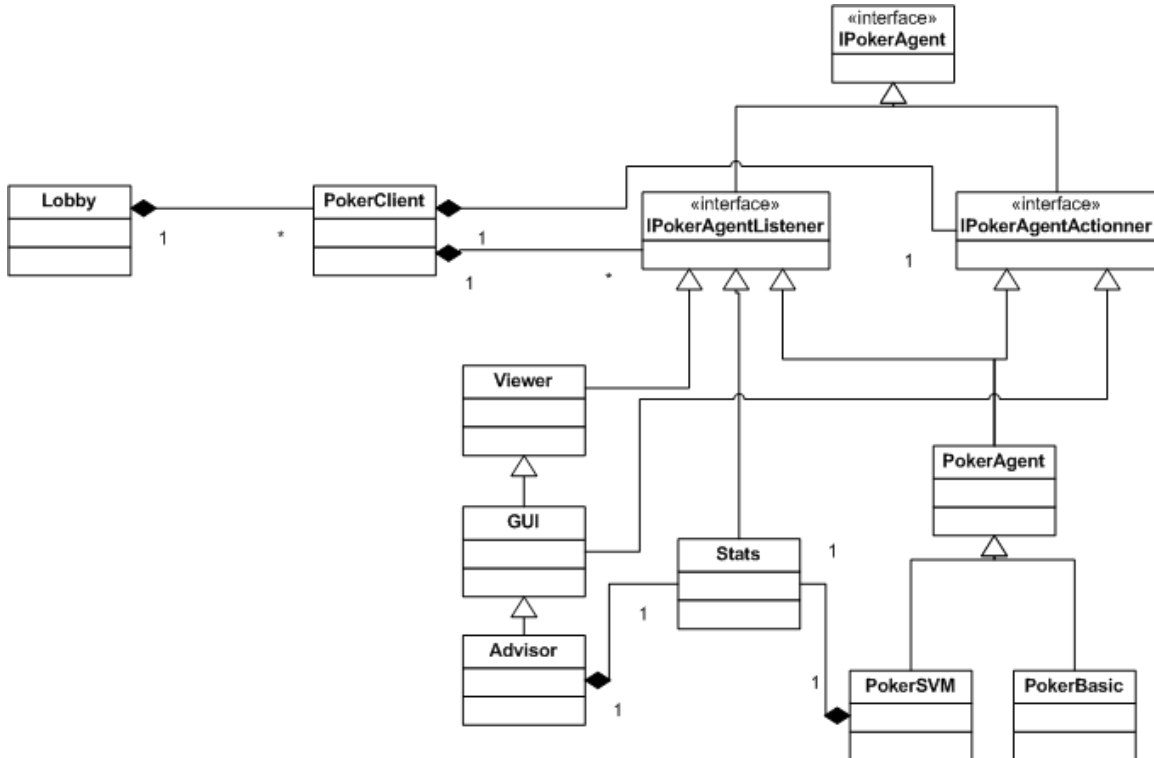 «interface»
IPokerAgent
Lobby
PokerClient
«interface»
IPokerAgentListener
«interface»
IPokerAgentActionner
1
*
1
1
1
*
Viewer
PokerAgent
GUI
Stats
1
1
Advisor
1
1
PokerSVM
PokerBasic